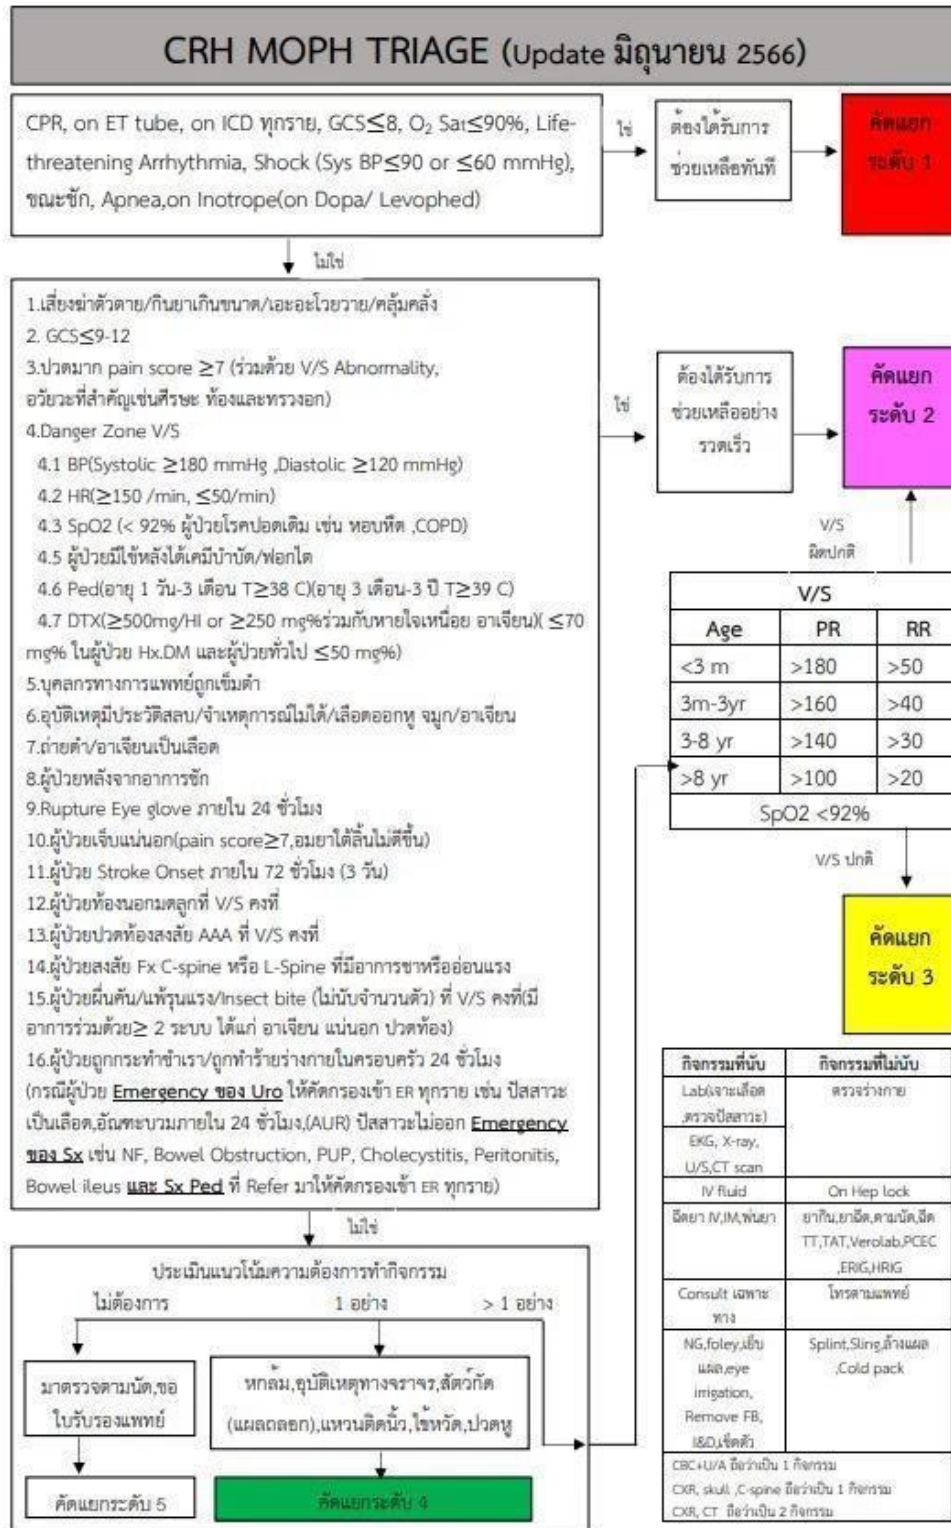 CRH MOPH TRIAGE (Update มิถุนายน 2566)
CPR, on ET tube, on ICD ทุกราย, GCS≤8, O₂ Sat≤90%, Life-
threatening Arrhythmia, Shock (Sys BP≤90 or ≤60 mmHg),
ขณะชัก, Apnea,on Inotrope(on Dopa/ Levophed)
ใช่
ต้องได้รับการ
ช่วยเหลือทันที
คัดแยก
ระดับ 1
ไม่ใช่
1.เสี่ยงฆ่าตัวตาย/กินยาเกินขนาด/เอะอะโวยวาย/คลุ้มคลั่ง
2. GCS≤9-12
3.ปวดมาก pain score ≥7 (ร่วมด้วย V/S Abnormality,
อวัยวะที่สำคัญเช่นศีรษะ ท้องและทรวงอก)
4.Danger Zone V/S
4.1 BP(Systolic ≥180 mmHg ,Diastolic ≥120 mmHg)
4.2 HR(≥150 /min, ≤50/min)
4.3 SpO2 (< 92% ผู้ป่วยโรคปอดเดิม เช่น หอบหืด ,COPD)
4.5 ผู้ป่วยมีไข้หลังได้เคมีบำบัด/ฟอกไต
4.6 Ped(อายุ 1 วัน-3 เดือน T≥38 C)(อายุ 3 เดือน-3 ปี T≥39 C)
4.7 DTX(≥500mg/HI or ≥250 mg%ร่วมกับหายใจเหนื่อย อาเจียน)( ≤70
mg% ในผู้ป่วย Hx.DM และผู้ป่วยทั่วไป ≤50 mg%)
5.บุคลกรทางการแพทย์ถูกเข็มตำ
6.อุบัติเหตุมีประวัติสลบ/จำเหตุการณ์ไม่ได้/เลือดออกหู จมูก/อาเจียน
7.ถ่ายดำ/อาเจียนเป็นเลือด
8.ผู้ป่วยหลังจากอาการชัก
9.Rupture Eye glove ภายใน 24 ชั่วโมง
10.ผู้ป่วยเจ็บแน่นอก(pain score≥7,อมยาใต้ลิ้นไม่ดีขึ้น)
11.ผู้ป่วย Stroke Onset ภายใน 72 ชั่วโมง (3 วัน)
12.ผู้ป่วยท้องนอกมดลูกที่ V/S คงที่
13.ผู้ป่วยปวดท้องสงสัย AAA ที่ V/S คงที่
14.ผู้ป่วยสงสัย Fx C-spine หรือ L-Spine ที่มีอาการชาหรืออ่อนแรง
15.ผู้ป่วยผื่นคัน/แพ้รุนแรง/Insect bite (ไม่นับจำนวนตัว) ที่ V/S คงที่(มี
อาการร่วมด้วย≥ 2 ระบบ ได้แก่ อาเจียน แน่นอก ปวดท้อง)
16.ผู้ป่วยถูกกระทำชำเรา/ถูกทำร้ายร่างกายในครอบครัว 24 ชั่วโมง
(กรณีผู้ป่วย Emergency ของ Uro ให้คัดกรองเข้า ER ทุกราย เช่น ปัสสาวะ
เป็นเลือด,อัณฑะบวมภายใน 24 ชั่วโมง,(AUR) ปัสสาวะไม่ออก Emergency
ของ Sx เช่น NF, Bowel Obstruction, PUP, Cholecystitis, Peritonitis,
Bowel ileus และ Sx Ped ที่ Refer มาให้คัดกรองเข้า ER ทุกราย)
ใช่
ต้องได้รับการ
ช่วยเหลืออย่าง
รวดเร็ว
คัดแยก
ระดับ 2
V/S
ผิดปกติ
V/S
Age PR RR
<3 m >180 >50
3m-3yr >160 >40
3-8 yr >140 >30
>8 yr >100 >20
SpO2 <92%
V/S ปกติ
คัดแยก
ระดับ 3
ไม่ใช่
ประเมินแนวโน้มความต้องการทำกิจกรรม
ไม่ต้องการ 1 อย่าง > 1 อย่าง
มาตรวจตามนัด,ขอ
ใบรับรองแพทย์
หกล้ม,อุบัติเหตุทางจราจร,สัตว์กัด
(แผลถลอก),แหวนติดนิ้ว,ไข้หวัด,ปวดหู
คัดแยกระดับ 5
คัดแยกระดับ 4
กิจกรรมที่นับ กิจกรรมที่ไม่นับ
Lab(เจาะเลือด ตรวจร่างกาย
,ตรวจปัสสาวะ)
EKG, X-ray,
U/S,CT scan
IV fluid On Hep lock
ฉีดยา IV,IM,พ่นยา ยากิน,ยาฉีด,ตามนัด,ฉีด
TT,TAT,Verolab,PCEC
,ERIG,HRIG
Consult เฉพาะ โทรตามแพทย์
ทาง
NG,foley,เย็บ Splint,Sling,ล้างแผล
แผล,eye ,Cold pack
irrigation,
Remove FB,
I&D,เช็ดตัว
CBC+U/A ถือว่าเป็น 1 กิจกรรม
CXR, skull ,C-spine ถือว่าเป็น 1 กิจกรรม
CXR, CT ถือว่าเป็น 2 กิจกรรม